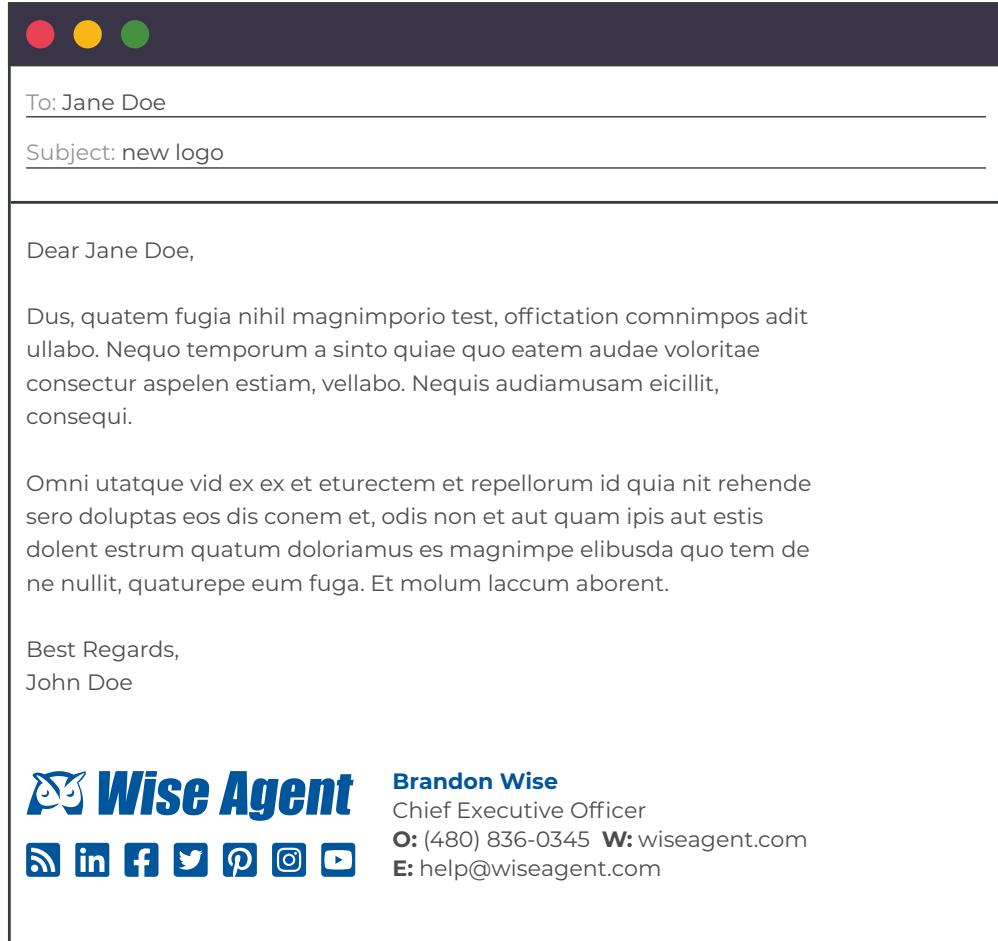 To: Jane Doe
Subject: new logo
Dear Jane Doe,
Dus, quatem fugia nihil magnimporio test, offictation comnimpos adit
ullabo. Nequo temporum a sinto quiae quo eatem audae voloritae
consectur aspelen estiam, vellabo. Nequis audiamusam eicillit,
consequi.
Omni utatque vid ex ex et eturectem et repellorum id quia nit rehende
sero doluptas eos dis conem et, odis non et aut quam ipis aut estis
dolent estrum quatum doloriamus es magnimpe elibusda quo tem de
ne nullit, quaturepe eum fuga. Et molum laccum aborent.
Best Regards,
John Doe
Wise Agent
Brandon Wise
Chief Executive Officer
O: (480) 836-0345 W: wiseagent.com
E: help@wiseagent.com